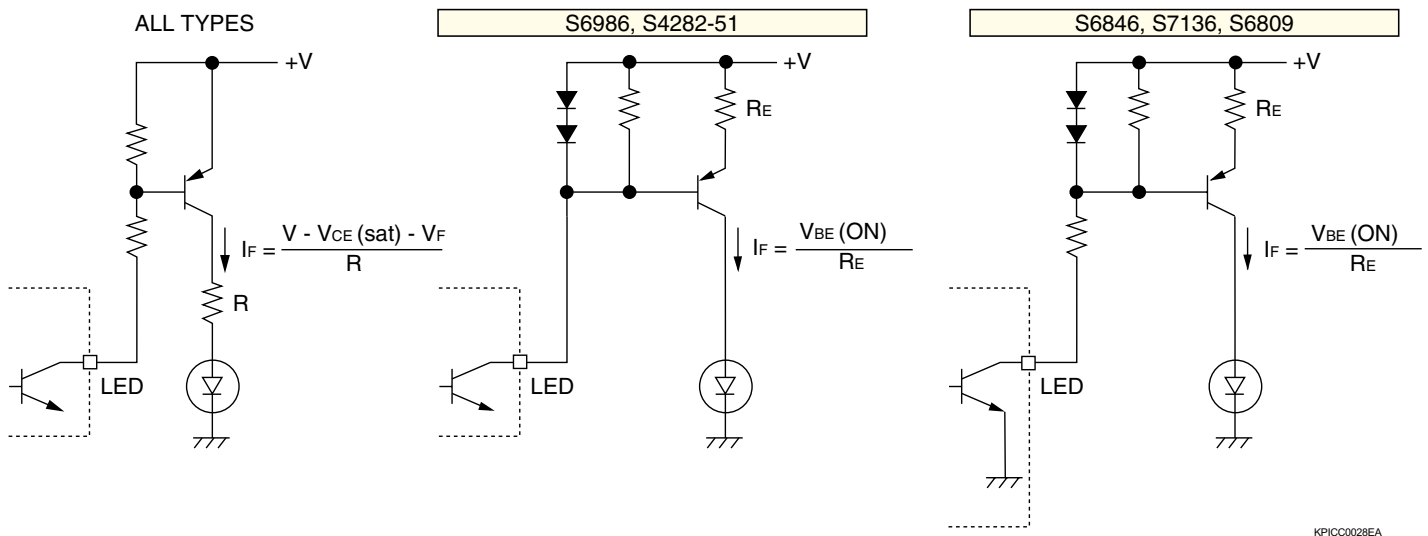 ALL TYPES
+V
IF = V - VCE (sat) - VF
R
R
LED
S6986, S4282-51
+V
RE
IF = VBE (ON)
RE
LED
S6846, S7136, S6809
+V
RE
IF = VBE (ON)
RE
LED
KPICC0028EA